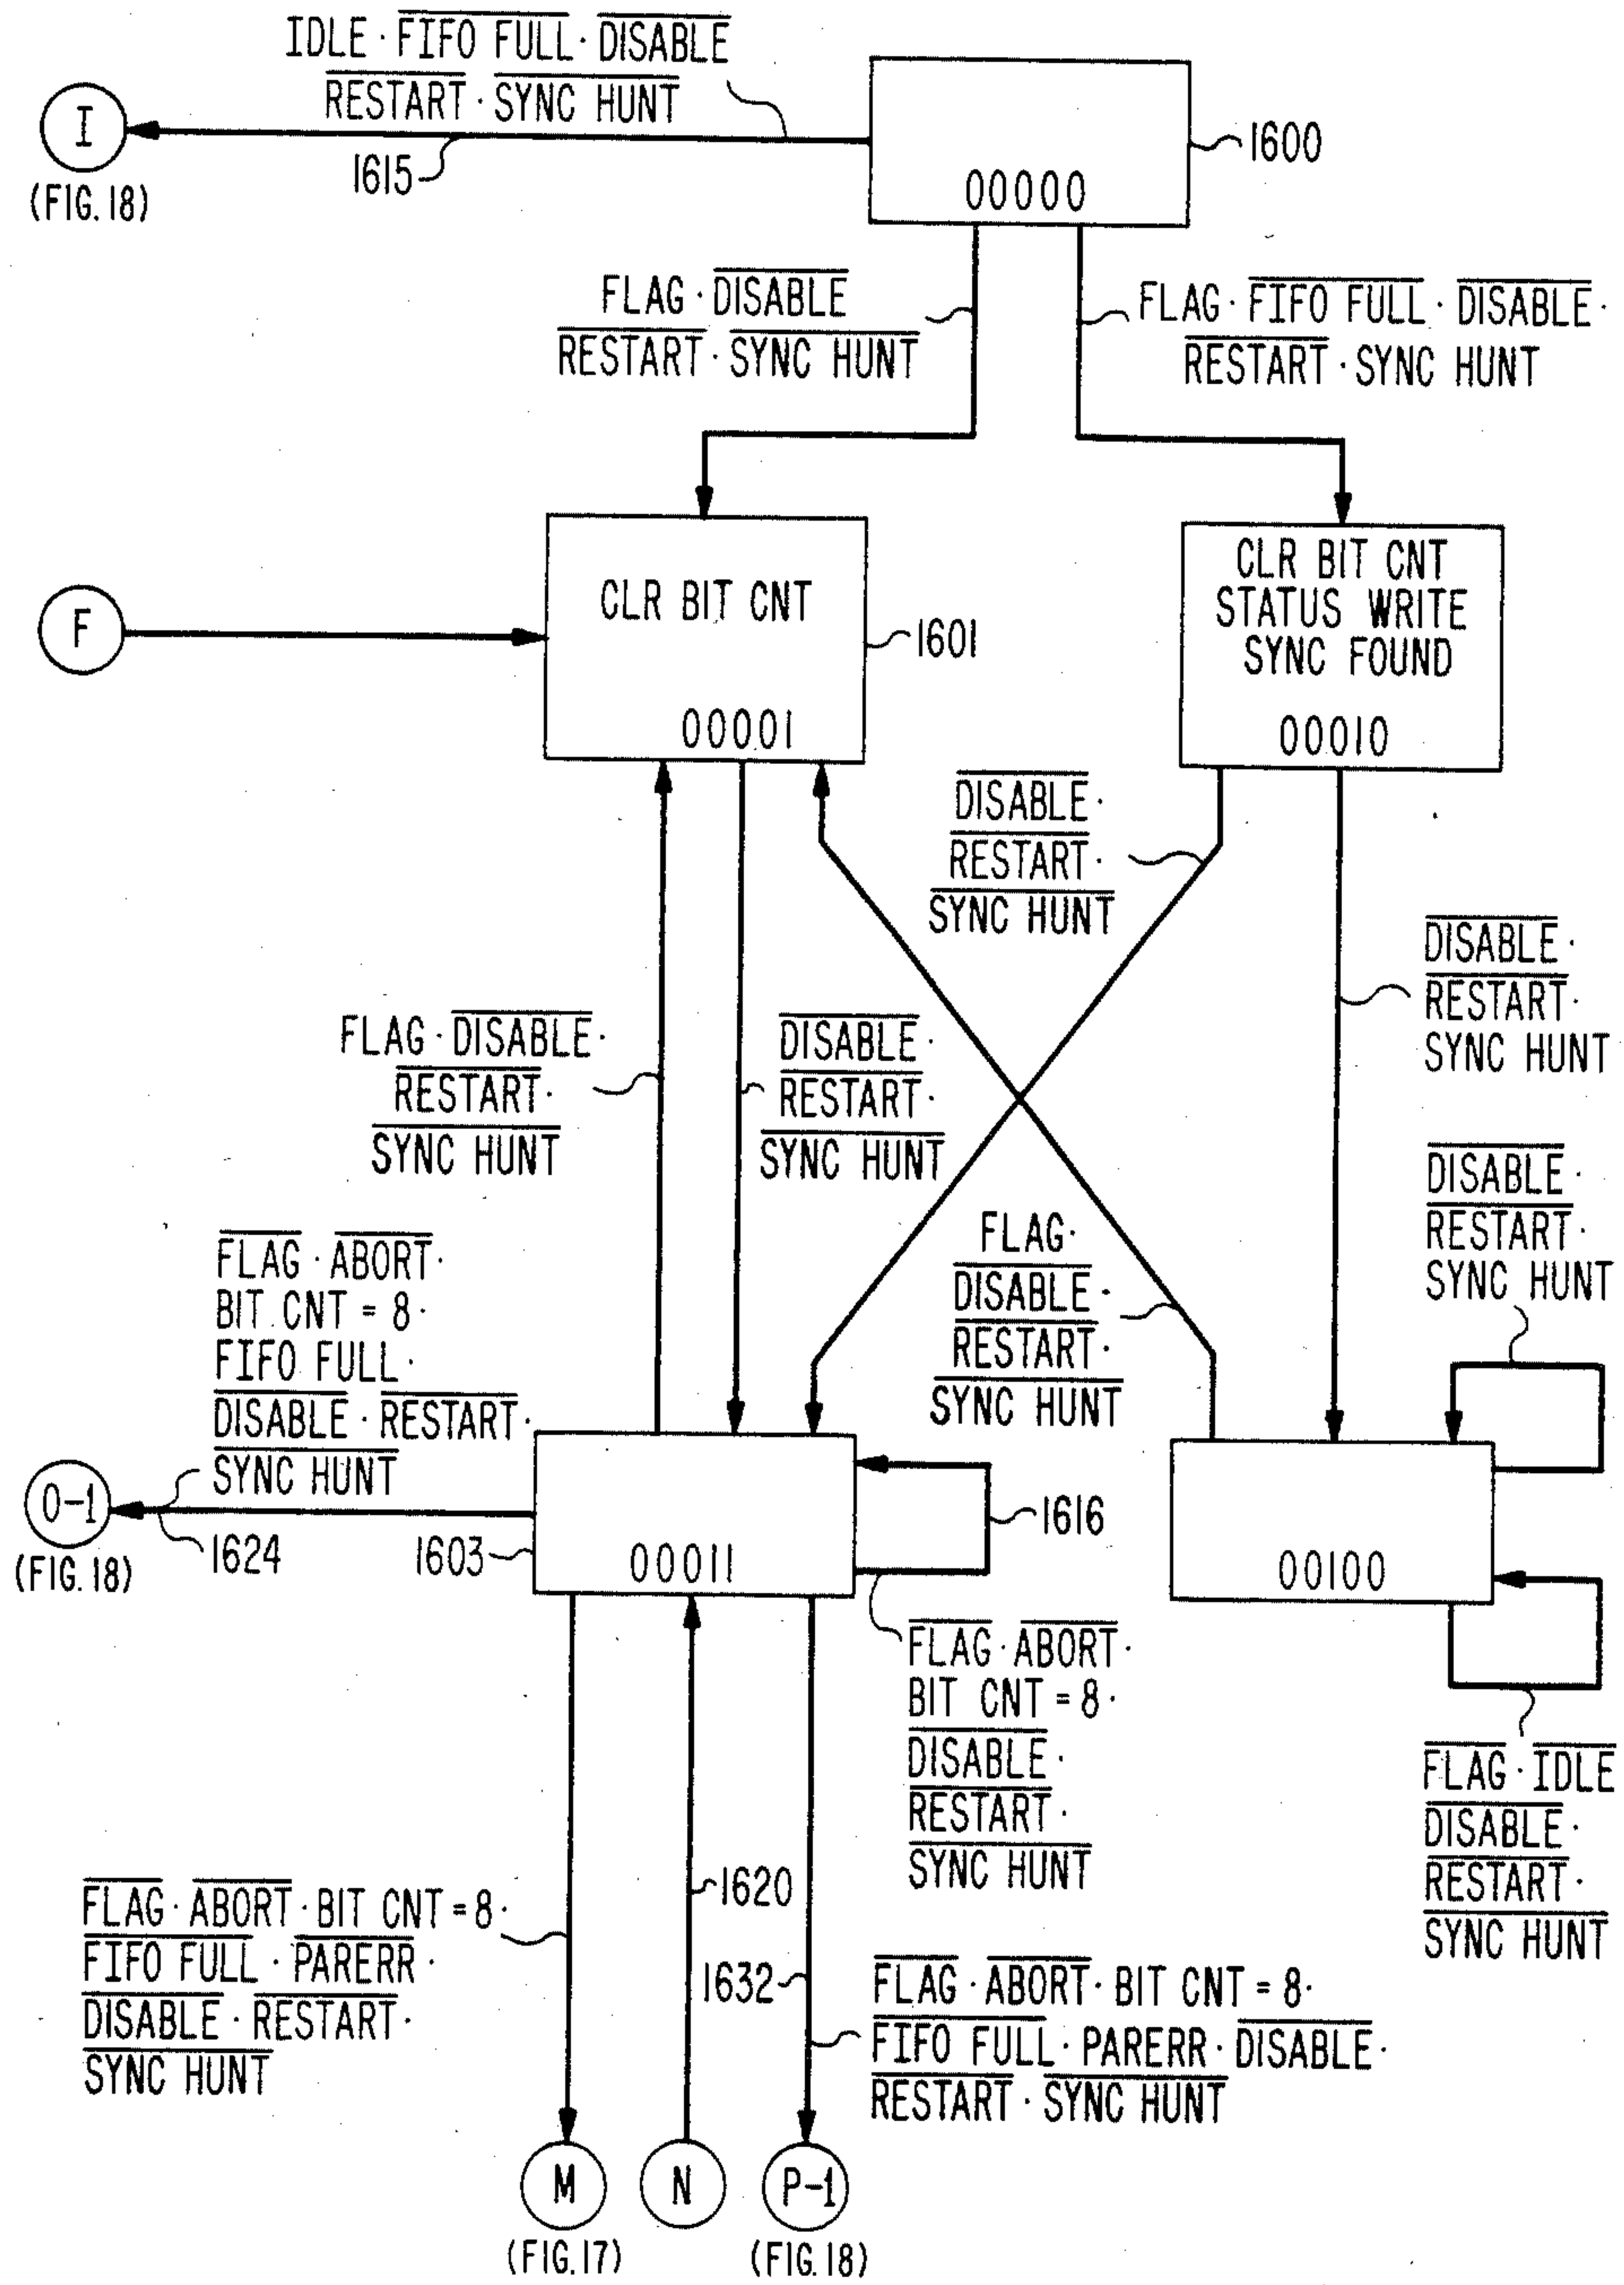 IDLE · FIFO FULL · DISABLE
RESTART · SYNC HUNT
I
(FIG. 18)
1615
1600
00000
FLAG · DISABLE
RESTART · SYNC HUNT
FLAG · FIFO FULL · DISABLE ·
RESTART · SYNC HUNT
F
CLR BIT CNT
1601
00001
CLR BIT CNT
STATUS WRITE
SYNC FOUND
00010
DISABLE ·
RESTART ·
SYNC HUNT
DISABLE ·
RESTART ·
SYNC HUNT
FLAG · DISABLE ·
RESTART ·
SYNC HUNT
DISABLE ·
RESTART ·
SYNC HUNT
DISABLE ·
RESTART ·
SYNC HUNT
FLAG ·
DISABLE ·
RESTART ·
SYNC HUNT
FLAG · ABORT ·
BIT CNT = 8 ·
FIFO FULL ·
DISABLE · RESTART ·
SYNC HUNT
O-1
(FIG. 18)
1624
1603
00011
1616
00100
FLAG · ABORT ·
BIT CNT = 8 ·
DISABLE ·
RESTART ·
SYNC HUNT
FLAG · IDLE
DISABLE ·
RESTART ·
SYNC HUNT
FLAG · ABORT · BIT CNT = 8 ·
FIFO FULL · PARERR ·
DISABLE · RESTART ·
SYNC HUNT
1620
1632
FLAG · ABORT · BIT CNT = 8 ·
FIFO FULL · PARERR · DISABLE ·
RESTART · SYNC HUNT
M
(FIG. 17)
N
P-1
(FIG. 18)